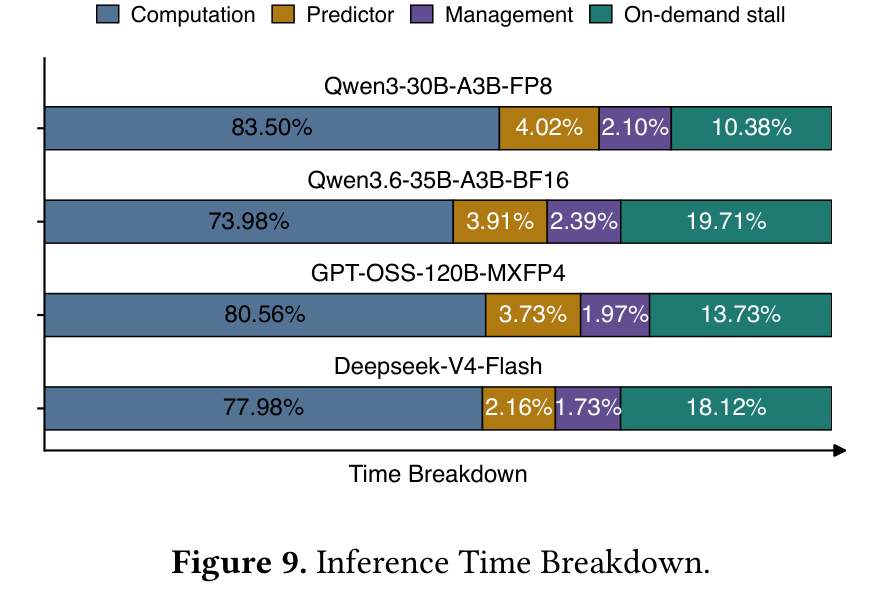 Computation Predictor Management On-demand stall
Qwen3-30B-A3B-FP8
83.50% 4.02% 2.10% 10.38%
Qwen3.6-35B-A3B-BF16
73.98% 3.91% 2.39% 19.71%
GPT-OSS-120B-MXFP4
80.56% 3.73% 1.97% 13.73%
Deepseek-V4-Flash
77.98% 2.16% 1.73% 18.12%
Time Breakdown
Figure 9. Inference Time Breakdown.